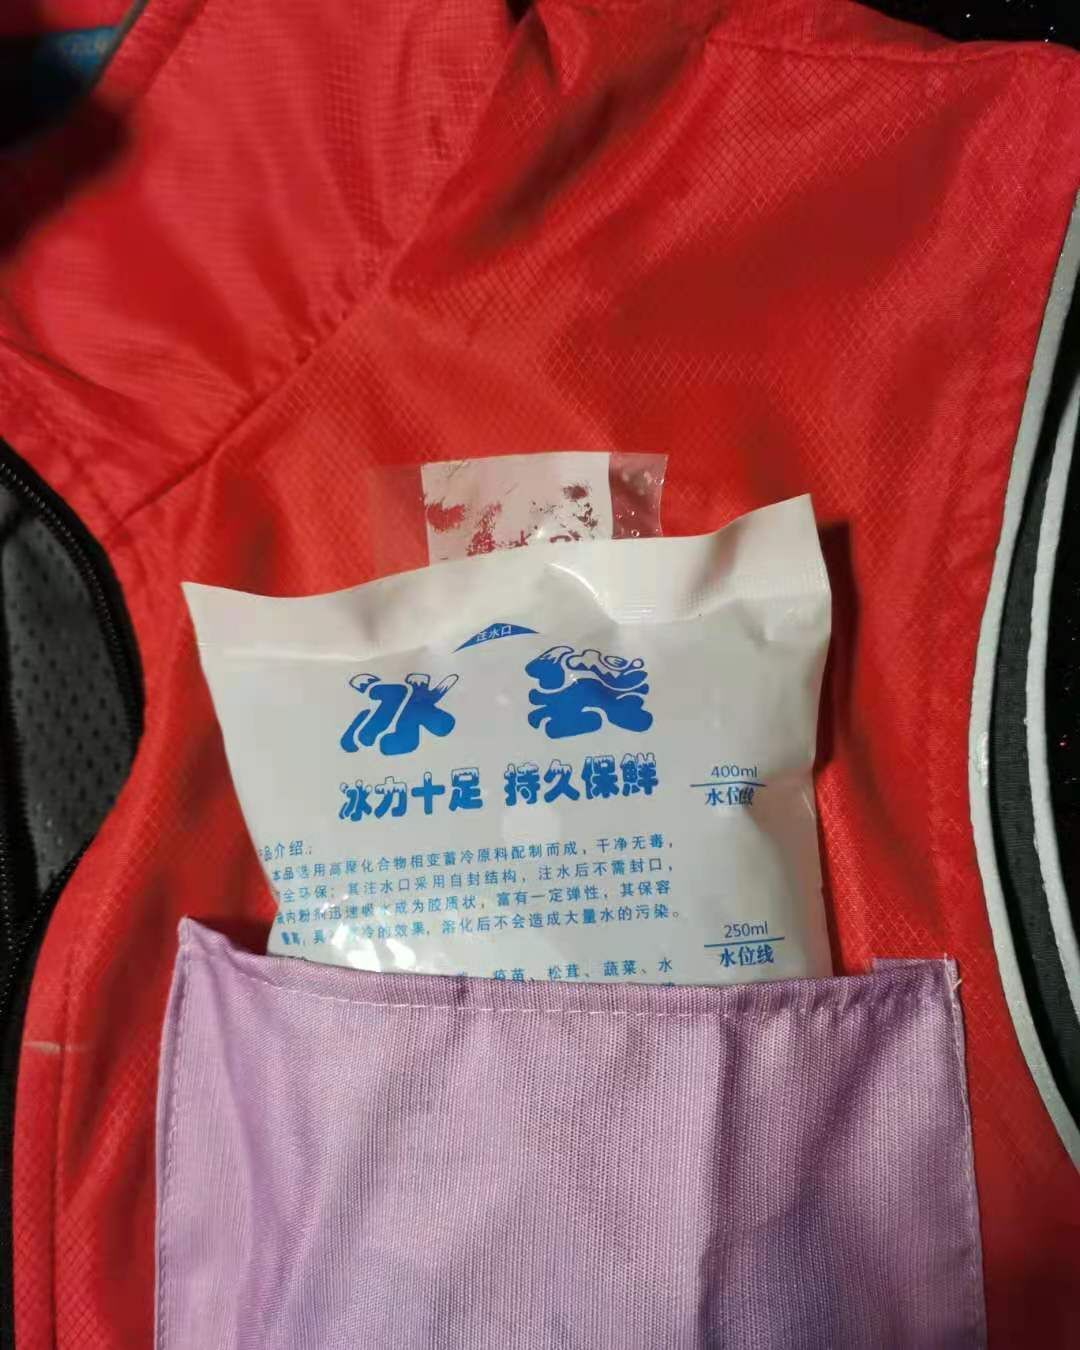 注水口
冰袋
冰力十足 持久保鲜
400ml
水位线
品介绍：
本品选用高聚化合物相变蓄冷原料配制而成，干净无毒，
全环保；其注水口采用自封结构，注水后不需封口，
内粉剂迅速吸水成为胶质状，富有一定弹性，其保容
量高，具 冷的效果，溶化后不会造成大量水的污染。
250ml
水位线
疫苗、松茸、蔬菜、水